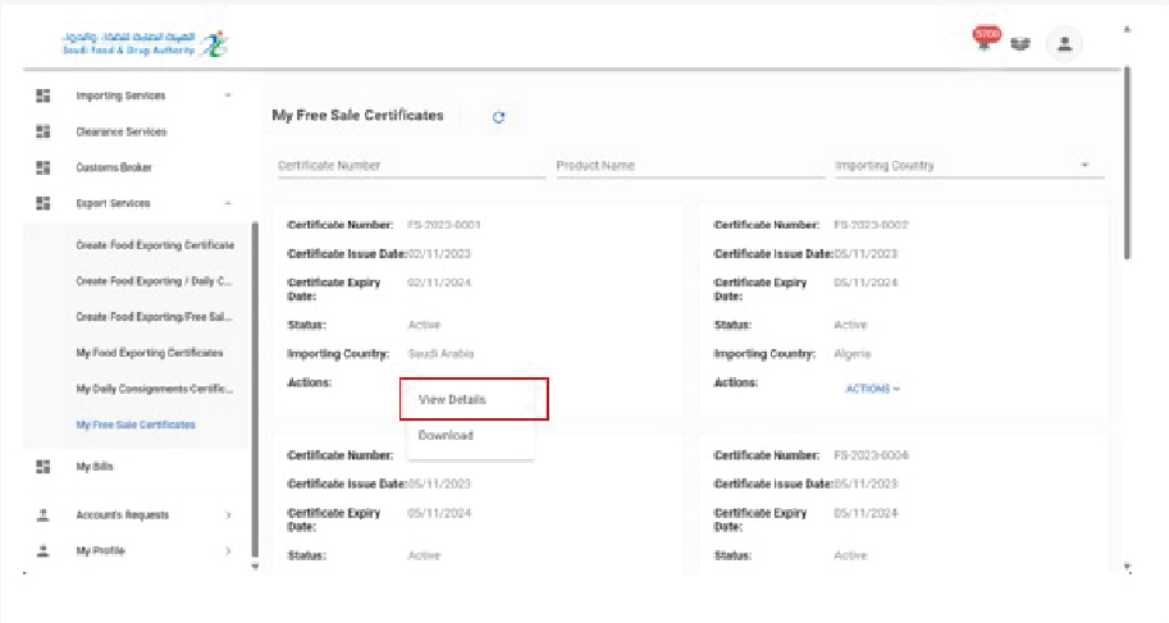 Saudi Food & Drug Authority
5700
Importing Services
Clearance Services
Customs Broker
Export Services
Create Food Exporting Certificate
Create Food Exporting / Daily C...
Create Food Exporting/Free Sal...
My Food Exporting Certificates
My Daily Consignments Certific...
My Free Sale Certificates
My Bills
Account's Requests
My Profile
My Free Sale Certificates
Certificate Number
Product Name
Importing Country
Certificate Number: FS-2023-0001
Certificate Issue Date: 02/11/2023
Certificate Expiry Date: 02/11/2024
Status: Active
Importing Country: Saudi Arabia
Actions:
View Details
Download
Certificate Number: FS-2023-0002
Certificate Issue Date: 05/11/2023
Certificate Expiry Date: 05/11/2024
Status: Active
Importing Country: Algeria
Actions: ACTIONS
Certificate Number:
Certificate Issue Date: 05/11/2023
Certificate Expiry Date: 05/11/2024
Status: Active
Certificate Number: FS-2023-0004
Certificate Issue Date: 05/11/2023
Certificate Expiry Date: 05/11/2024
Status: Active